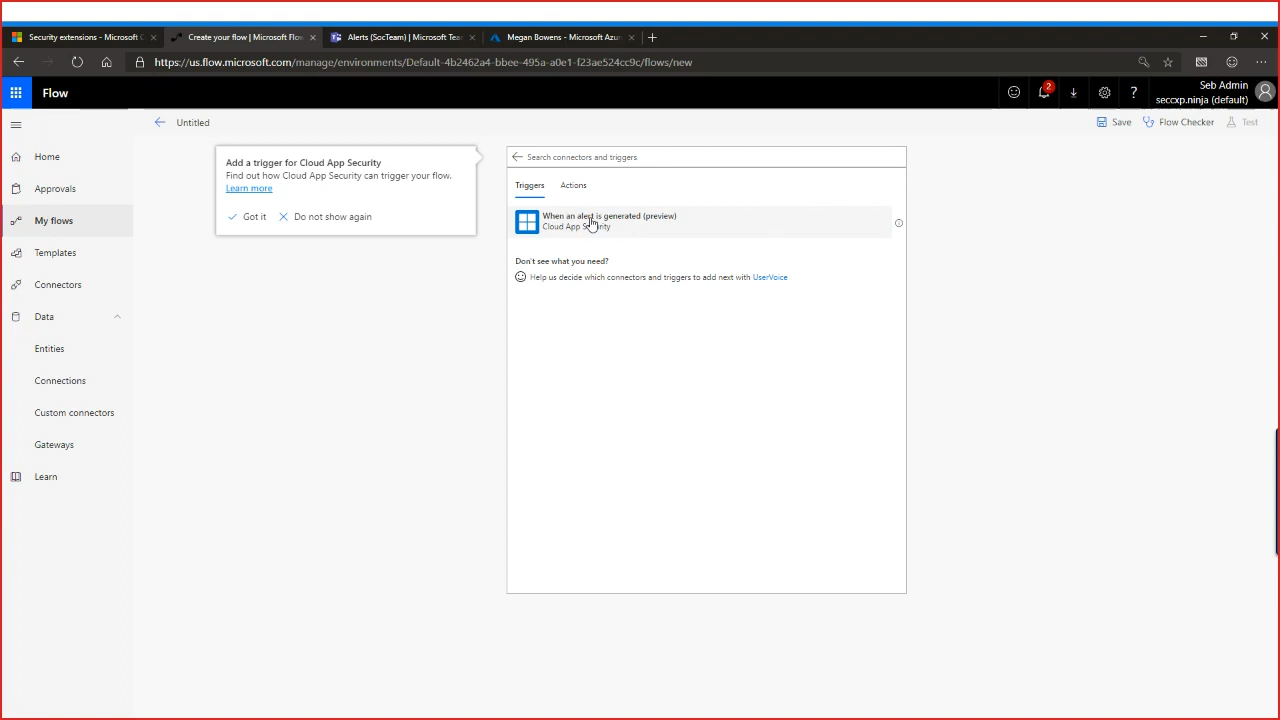 Security extensions - Microsoft C
Create your flow | Microsoft Flow
Alerts (SocTeam) | Microsoft Tea
Megan Bowens - Microsoft Azu
https://us.flow.microsoft.com/manage/environments/Default-4b2462a4-bbee-495a-a0e1-f23ae524cc9c/flows/new
Flow
2
?
Seb Admin
seccxp.ninja (default)
Untitled
Save
Flow Checker
Test
Home
Approvals
My flows
Templates
Connectors
Data
Entities
Connections
Custom connectors
Gateways
Learn
Add a trigger for Cloud App Security
Find out how Cloud App Security can trigger your flow.
Learn more
Got it
Do not show again
Search connectors and triggers
Triggers
Actions
When an alert is generated (preview)
Cloud App Security
Don't see what you need?
Help us decide which connectors and triggers to add next with UserVoice